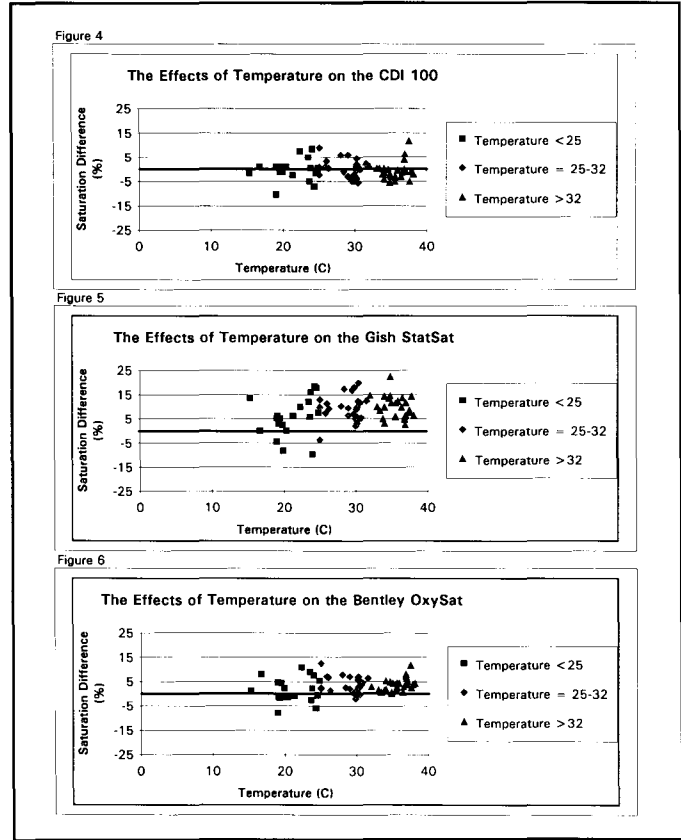 Figure 4
The Effects of Temperature on the CDI 100
Saturation Difference
(%)
25
15
5
-5
-15
-25
0
10
20
30
40
Temperature (C)
Temperature <25
Temperature = 25-32
Temperature >32
Figure 5
The Effects of Temperature on the Gish StatSat
Saturation Difference
(%)
25
15
5
-5
-15
-25
0
10
20
30
40
Temperature (C)
Temperature <25
Temperature = 25-32
Temperature >32
Figure 6
The Effects of Temperature on the Bentley OxySat
Saturation Difference
(%)
25
15
5
-5
-15
-25
0
10
20
30
40
Temperature (C)
Temperature <25
Temperature = 25-32
Temperature >32